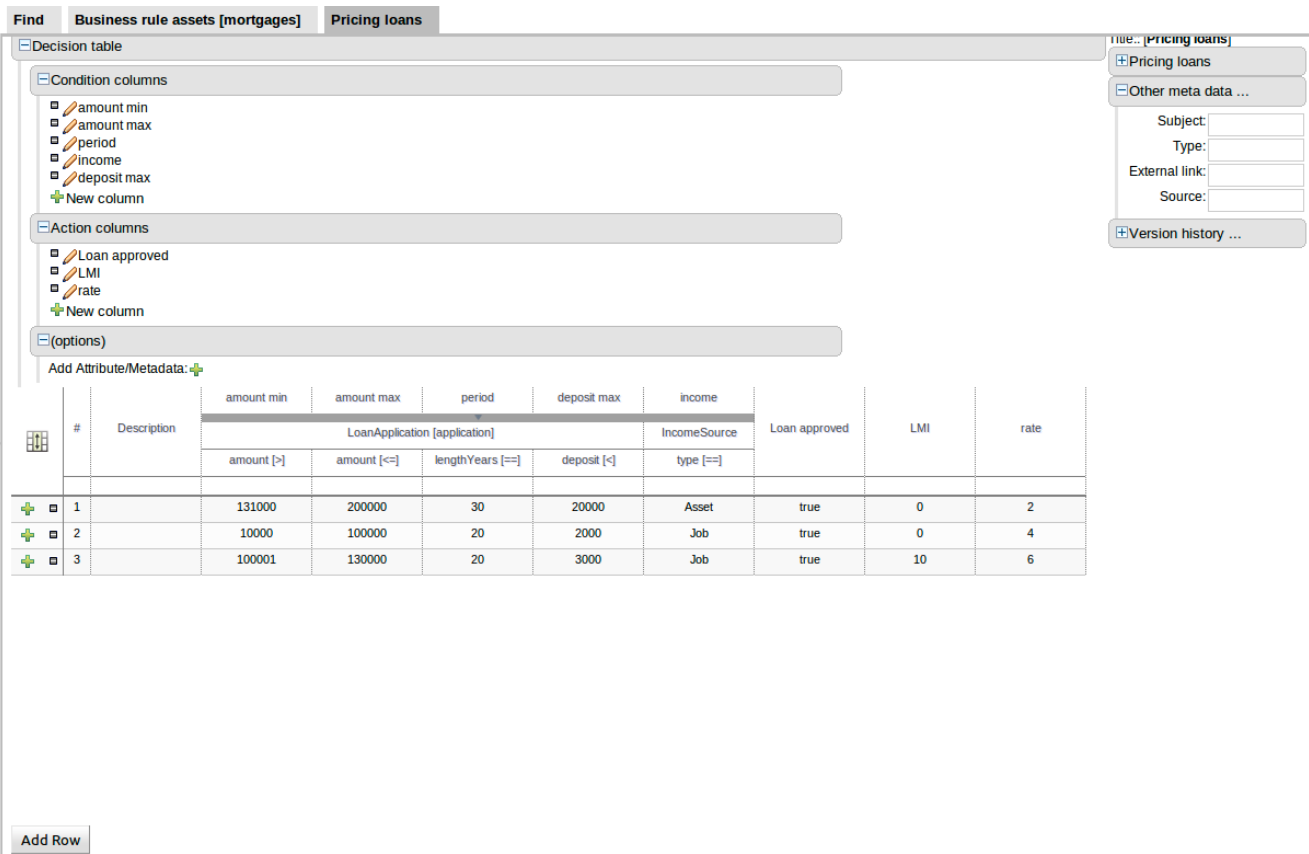 Find Business rule assets [mortgages] Pricing loans
Decision table
Condition columns
amount min
amount max
period
income
deposit max
New column
Action columns
Loan approved
LMI
rate
New column
(options)
Add Attribute/Metadata:
Title:. [Pricing loans]
Pricing loans
Other meta data ...
Subject:
Type:
External link:
Source:
Version history ...
amount min amount max period deposit max income
# Description LoanApplication [application] IncomeSource Loan approved LMI rate
amount [>] amount [<=] lengthYears [==] deposit [<] type [==]
1 131000 200000 30 20000 Asset true 0 2
2 10000 100000 20 2000 Job true 0 4
3 100001 130000 20 3000 Job true 10 6
Add Row